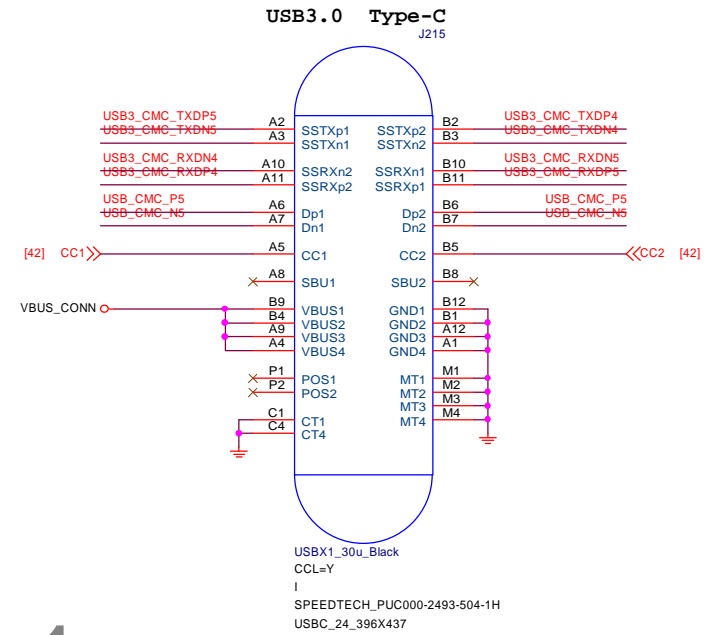 USB3.0 Type-C
J215
USB3_CMC_TXDP5 A2 SSTXp1 SSTXp2 B2 USB3_CMC_TXDP4
USB3_CMC_TXDN5 A3 SSTXn1 SSTXn2 B3 USB3_CMC_TXDN4
USB3_CMC_RXDN4 A10 SSRXn2 SSRXn1 B10 USB3_CMC_RXDN5
USB3_CMC_RXDP4 A11 SSRXp2 SSRXp1 B11 USB3_CMC_RXDP5
USB_CMC_P5 A6 Dp1 Dp2 B6 USB_CMC_P5
USB_CMC_N5 A7 Dn1 Dn2 B7 USB_CMC_N5
[42] CC1 A5 CC1 CC2 B5 CC2 [42]
A8 SBU1 SBU2 B8
VBUS_CONN B9 VBUS1 GND1 B12
B4 VBUS2 GND2 B1
A9 VBUS3 GND3 A12
A4 VBUS4 GND4 A1
P1 POS1 MT1 M1
P2 POS2 MT2 M2
MT3 M3
C1 CT1 MT4 M4
C4 CT4
USBX1_30u_Black
CCL=Y
I
SPEEDTECH_PUC000-2493-504-1H
USBC_24_396X437